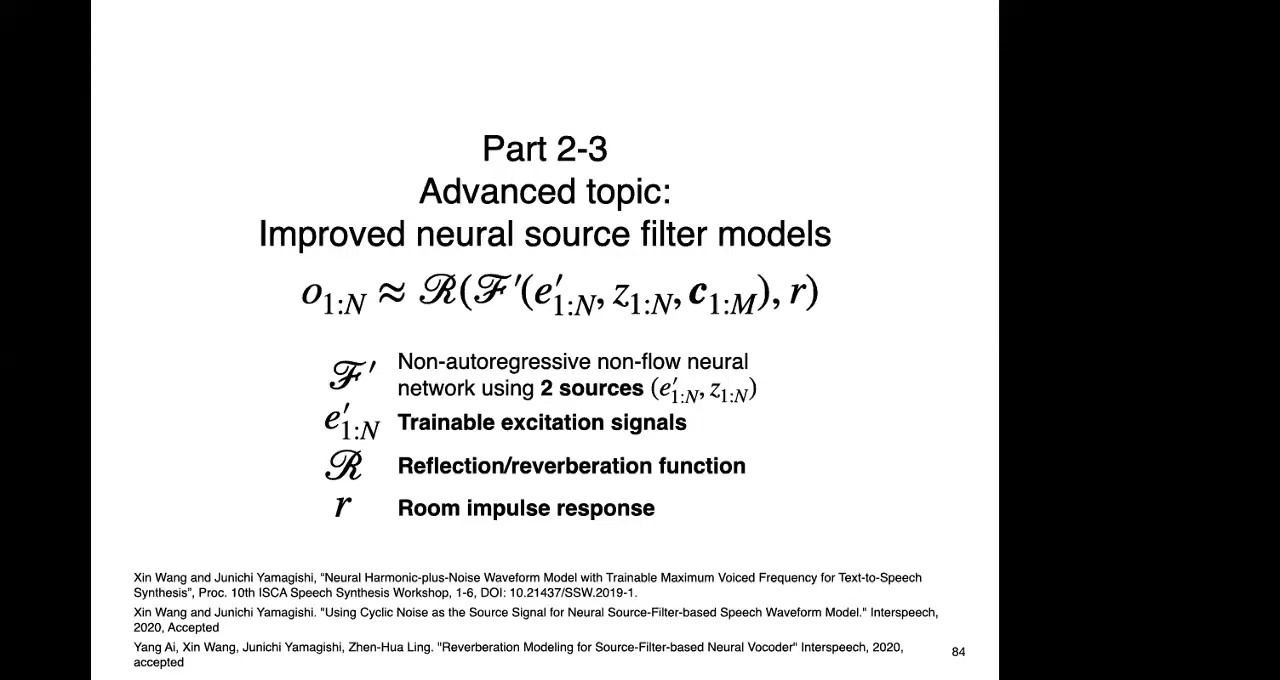 Part 2-3
Advanced topic:
Improved neural source filter models
o₁:N ≈ ℛ(ℱ′(e′₁:N, z₁:N, c₁:M), r)
ℱ′ Non-autoregressive non-flow neural
network using 2 sources (e′₁:N, z₁:N)
e′₁:N Trainable excitation signals
ℛ Reflection/reverberation function
r Room impulse response
Xin Wang and Junichi Yamagishi, "Neural Harmonic-plus-Noise Waveform Model with Trainable Maximum Voiced Frequency for Text-to-Speech
Synthesis", Proc. 10th ISCA Speech Synthesis Workshop, 1-6, DOI: 10.21437/SSW.2019-1.
Xin Wang and Junichi Yamagishi. "Using Cyclic Noise as the Source Signal for Neural Source-Filter-based Speech Waveform Model." Interspeech,
2020, Accepted
Yang Ai, Xin Wang, Junichi Yamagishi, Zhen-Hua Ling. "Reverberation Modeling for Source-Filter-based Neural Vocoder" Interspeech, 2020,
accepted
84